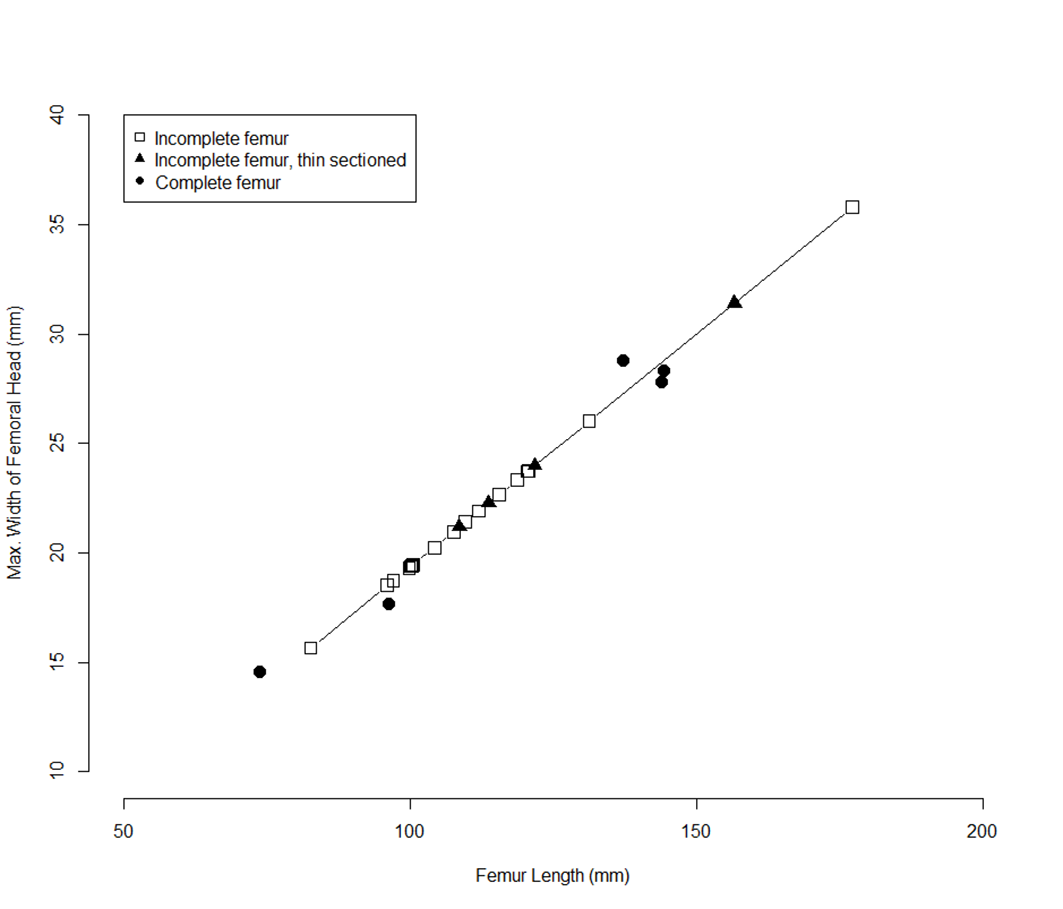 40
Incomplete femur
Incomplete femur, thin sectioned
Complete femur
35
30
25
20
15
10
Max. Width of Femoral Head (mm)
50 100 150 200
Femur Length (mm)